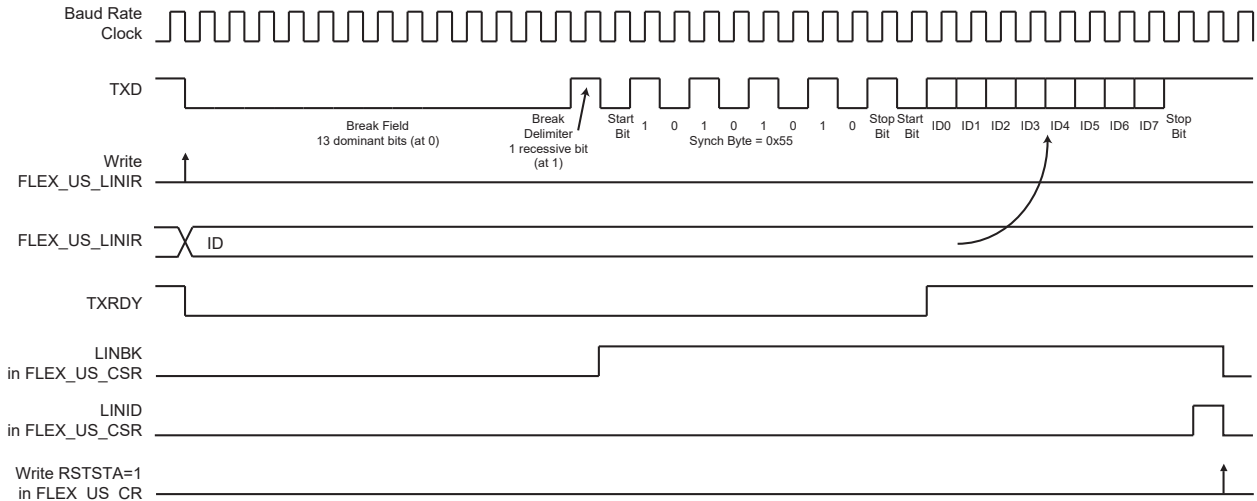 Baud Rate
Clock
TXD
Break Field
13 dominant bits (at 0)
Break
Delimiter
1 recessive bit
(at 1)
Start
Bit
1 0 1 0 1 0 1 0
Synch Byte = 0x55
Stop
Bit
Start
Bit
ID0 ID1 ID2 ID3 ID4 ID5 ID6 ID7
Stop
Bit
Write
FLEX_US_LINIR
FLEX_US_LINIR
ID
TXRDY
LINBK
in FLEX_US_CSR
LINID
in FLEX_US_CSR
Write RSTSTA=1
in FLEX_US_CR